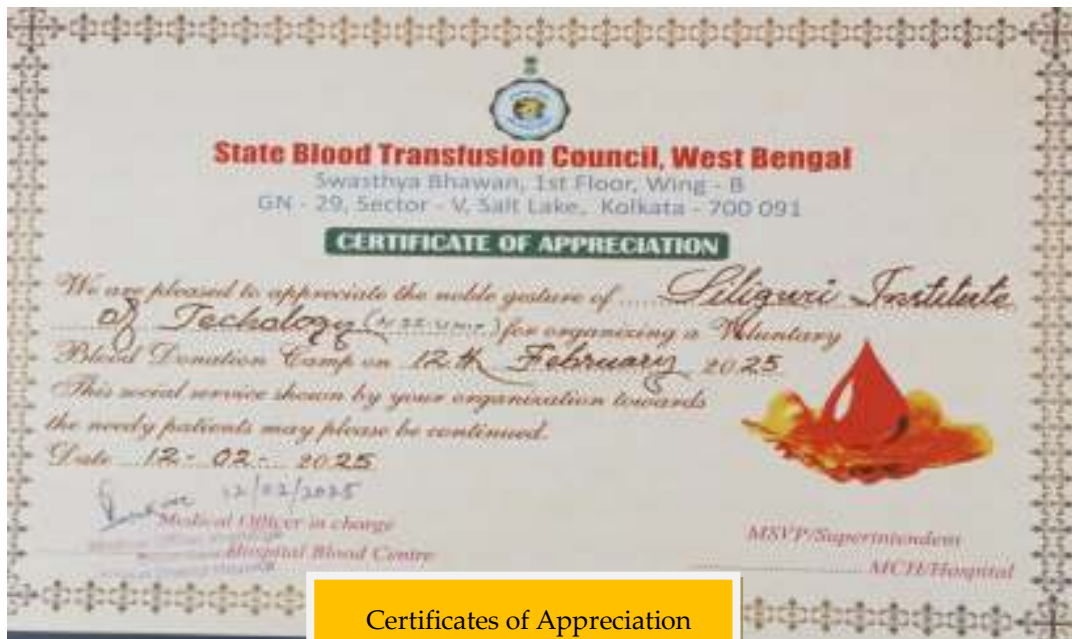 State Blood Transfusion Council, West Bengal
Swasthya Bhawan, 1st Floor, Wing - B
GN - 29, Sector - V, Salt Lake, Kolkata - 700 091
CERTIFICATE OF APPRECIATION
We are pleased to appreciate the noble gesture of ..... Siliguri Institute
of Techology for organizing a Voluntary
Blood Donation Camp on 12th February 2025
This social service shown by your organization towards
the needy patients may please be continued.
Date 12-02-2025
12/02/2025
Medical Officer in charge
Hospital Blood Centre
MSVP/Superintendent
MCH/Hospital
Certificates of Appreciation